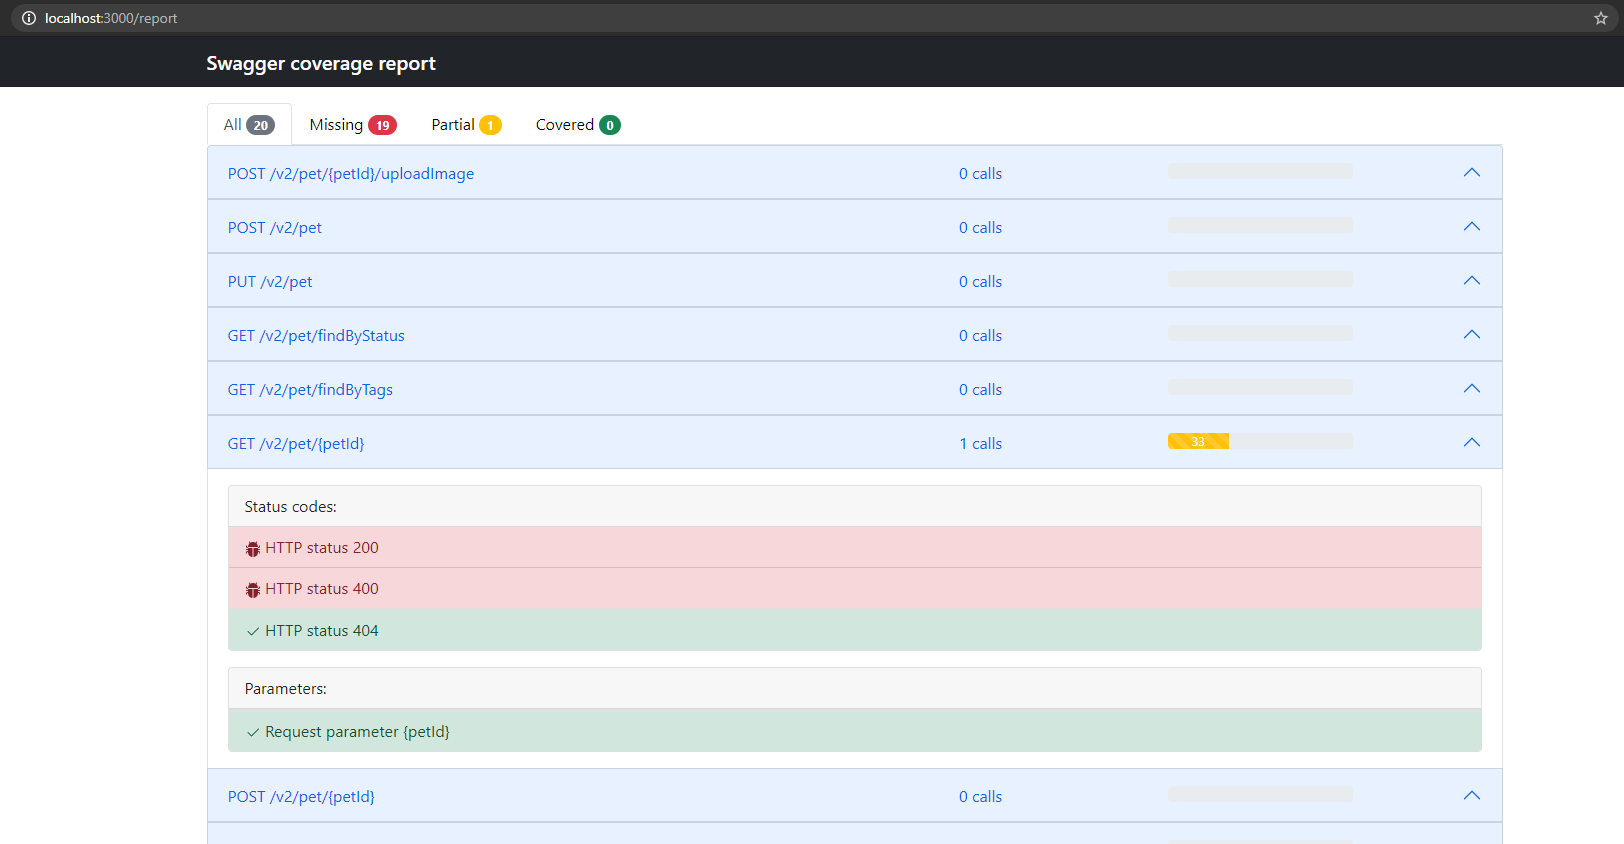 localhost:3000/report
Swagger coverage report
All 20 Missing 19 Partial 1 Covered 0
POST /v2/pet/{petId}/uploadImage 0 calls
POST /v2/pet 0 calls
PUT /v2/pet 0 calls
GET /v2/pet/findByStatus 0 calls
GET /v2/pet/findByTags 0 calls
GET /v2/pet/{petId} 1 calls 33
Status codes:
HTTP status 200
HTTP status 400
HTTP status 404
Parameters:
Request parameter {petId}
POST /v2/pet/{petId} 0 calls